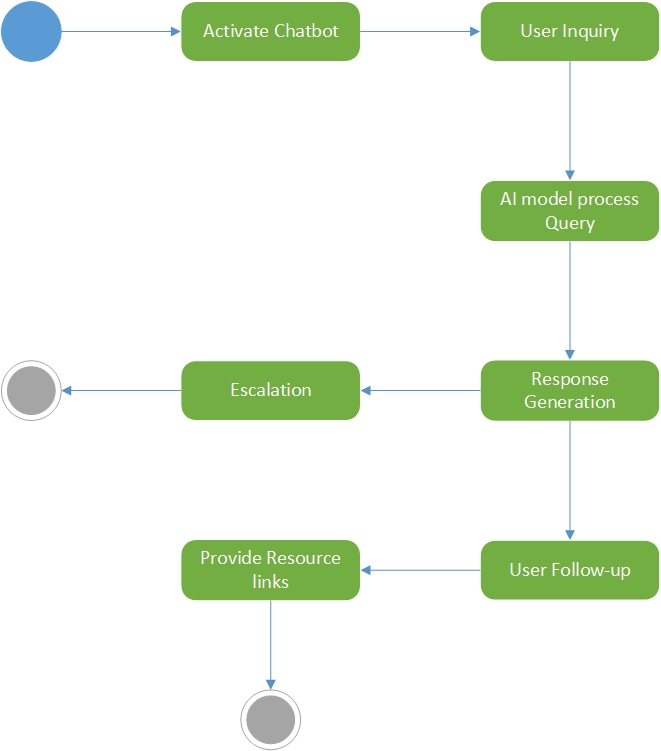 Activate Chatbot
User Inquiry
AI model process
Query
Escalation
Response
Generation
Provide Resource
links
User Follow-up